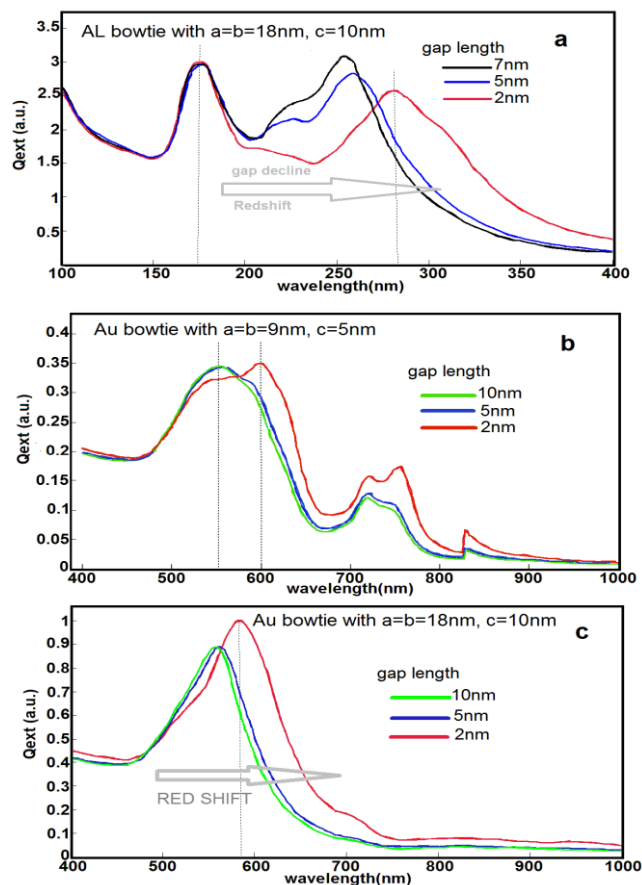 AL bowtie with a=b=18nm, c=10nm
a
gap length
7nm
5nm
2nm
gap decline
Redshift
Qext (a.u.)
3.5
3
2.5
2
1.5
1
0.5
100 150 200 250 300 350 400
wavelength(nm)
Au bowtie with a=b=9nm, c=5nm
b
gap length
10nm
5nm
2nm
Qext (a.u.)
0.4
0.35
0.3
0.25
0.2
0.15
0.1
0.05
0
400 500 600 700 800 900 1000
wavelength(nm)
Au bowtie with a=b=18nm, c=10nm
c
gap length
10nm
5nm
2nm
RED SHIFT
Qext (a.u.)
1
0.9
0.8
0.7
0.6
0.5
0.4
0.3
0.2
0.1
0
400 500 600 700 800 900 1000
wavelength(nm)